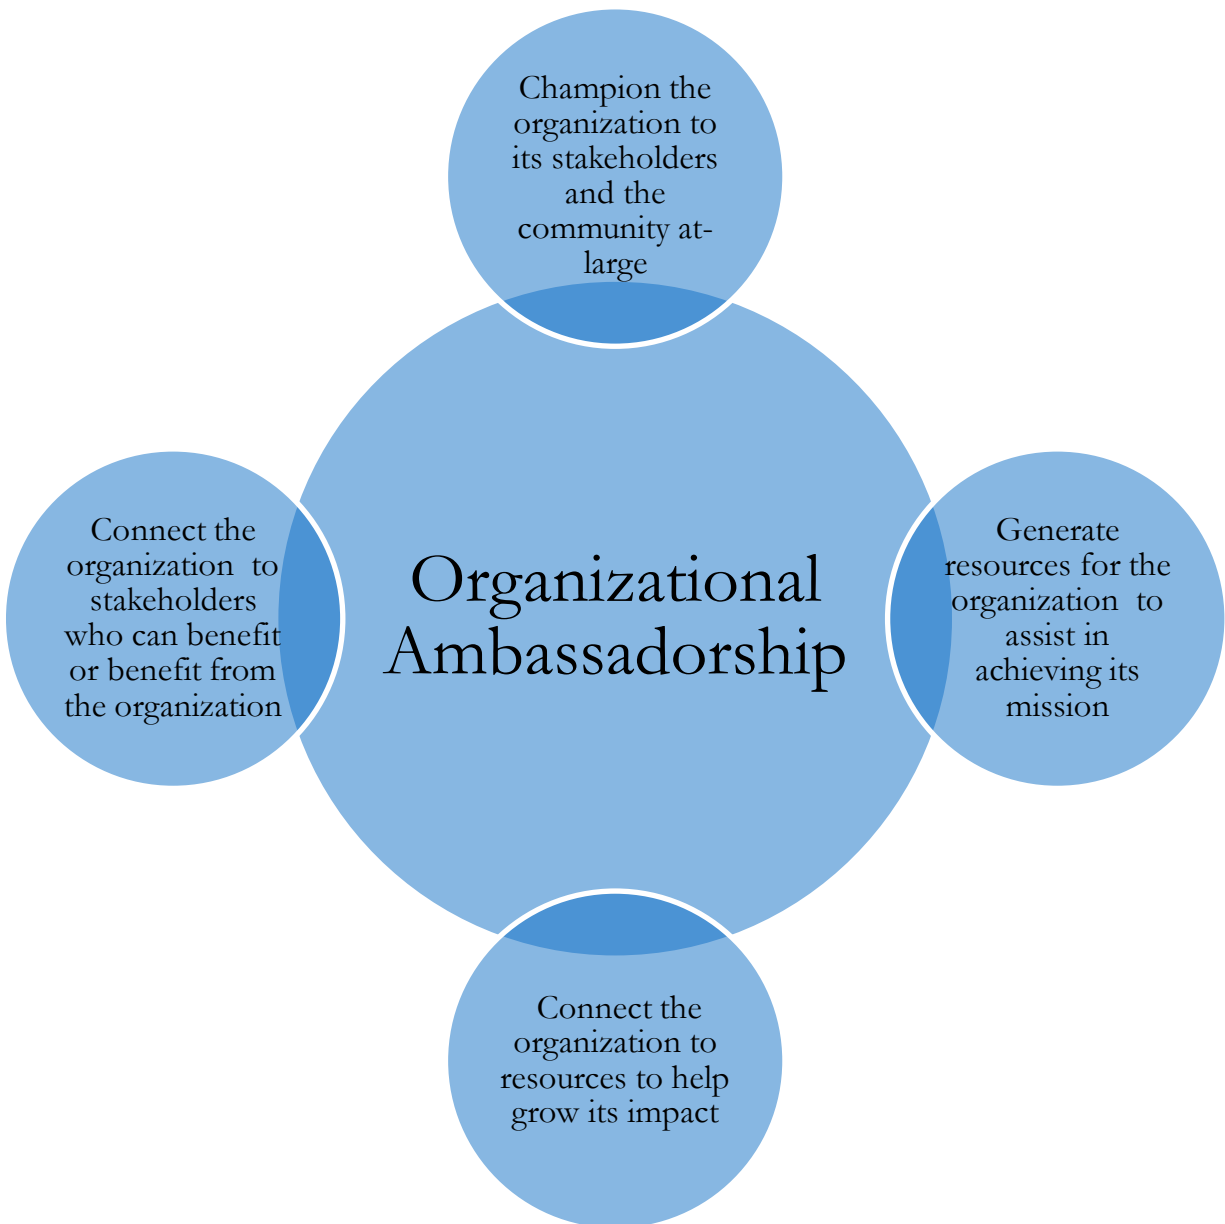 Champion the
organization to
its stakeholders
and the
community at-
large
Connect the
organization  to
stakeholders
who can benefit
or benefit from
the organization
Organizational
Ambassadorship
Generate
resources for the
organization  to
assist in
achieving its
mission
Connect the
organization to
resources to help
grow its impact